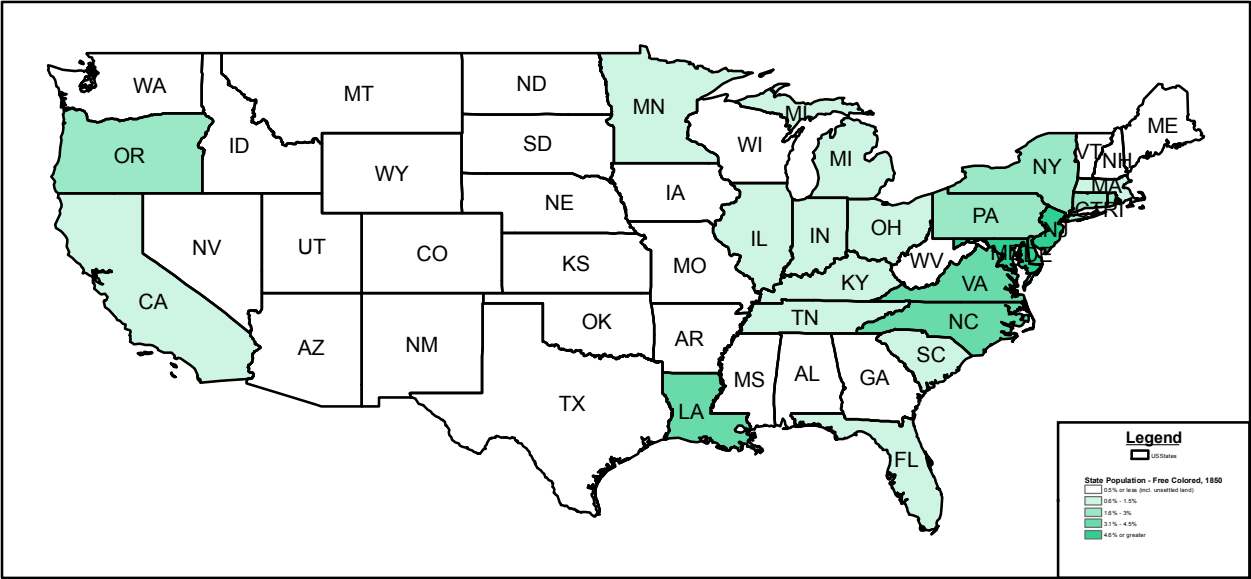 WA
MT
ND
MN
MI
ME
OR
ID
SD
WI
MI
VT
NH
WY
NY
MA
IA
NE
PA
CT
RI
NV
UT
CO
IL
IN
OH
NJ
KS
MO
WV
MD
DE
CA
KY
VA
OK
TN
NC
AZ
NM
AR
SC
MS
AL
GA
TX
LA
FL
Legend
USStates
State Population - Free Colored, 1850
0.5% or less (incl. unsettled land)
0.6% - 1.5%
1.6% - 3%
3.1% - 4.5%
4.6% or greater